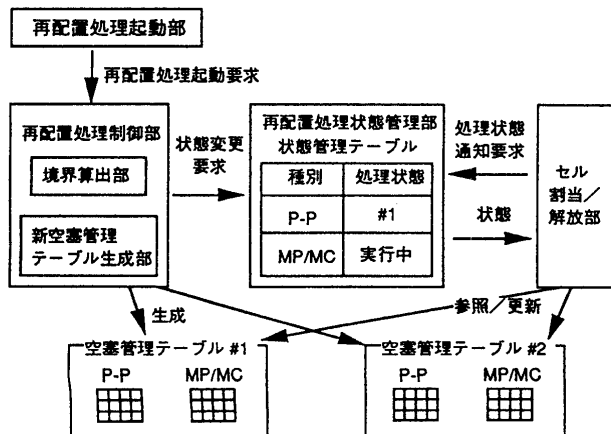 再配置処理起動部
再配置処理起動要求
再配置処理制御部
境界算出部
新空塞管理
テーブル生成部
状態変更
要求
再配置処理状態管理部
状態管理テーブル
種別 処理状態
P-P #1
MP/MC 実行中
処理状態
通知要求
状態
セル
割当／
解放部
生成
参照／更新
空塞管理テーブル #1
P-P MP/MC
空塞管理テーブル #2
P-P MP/MC